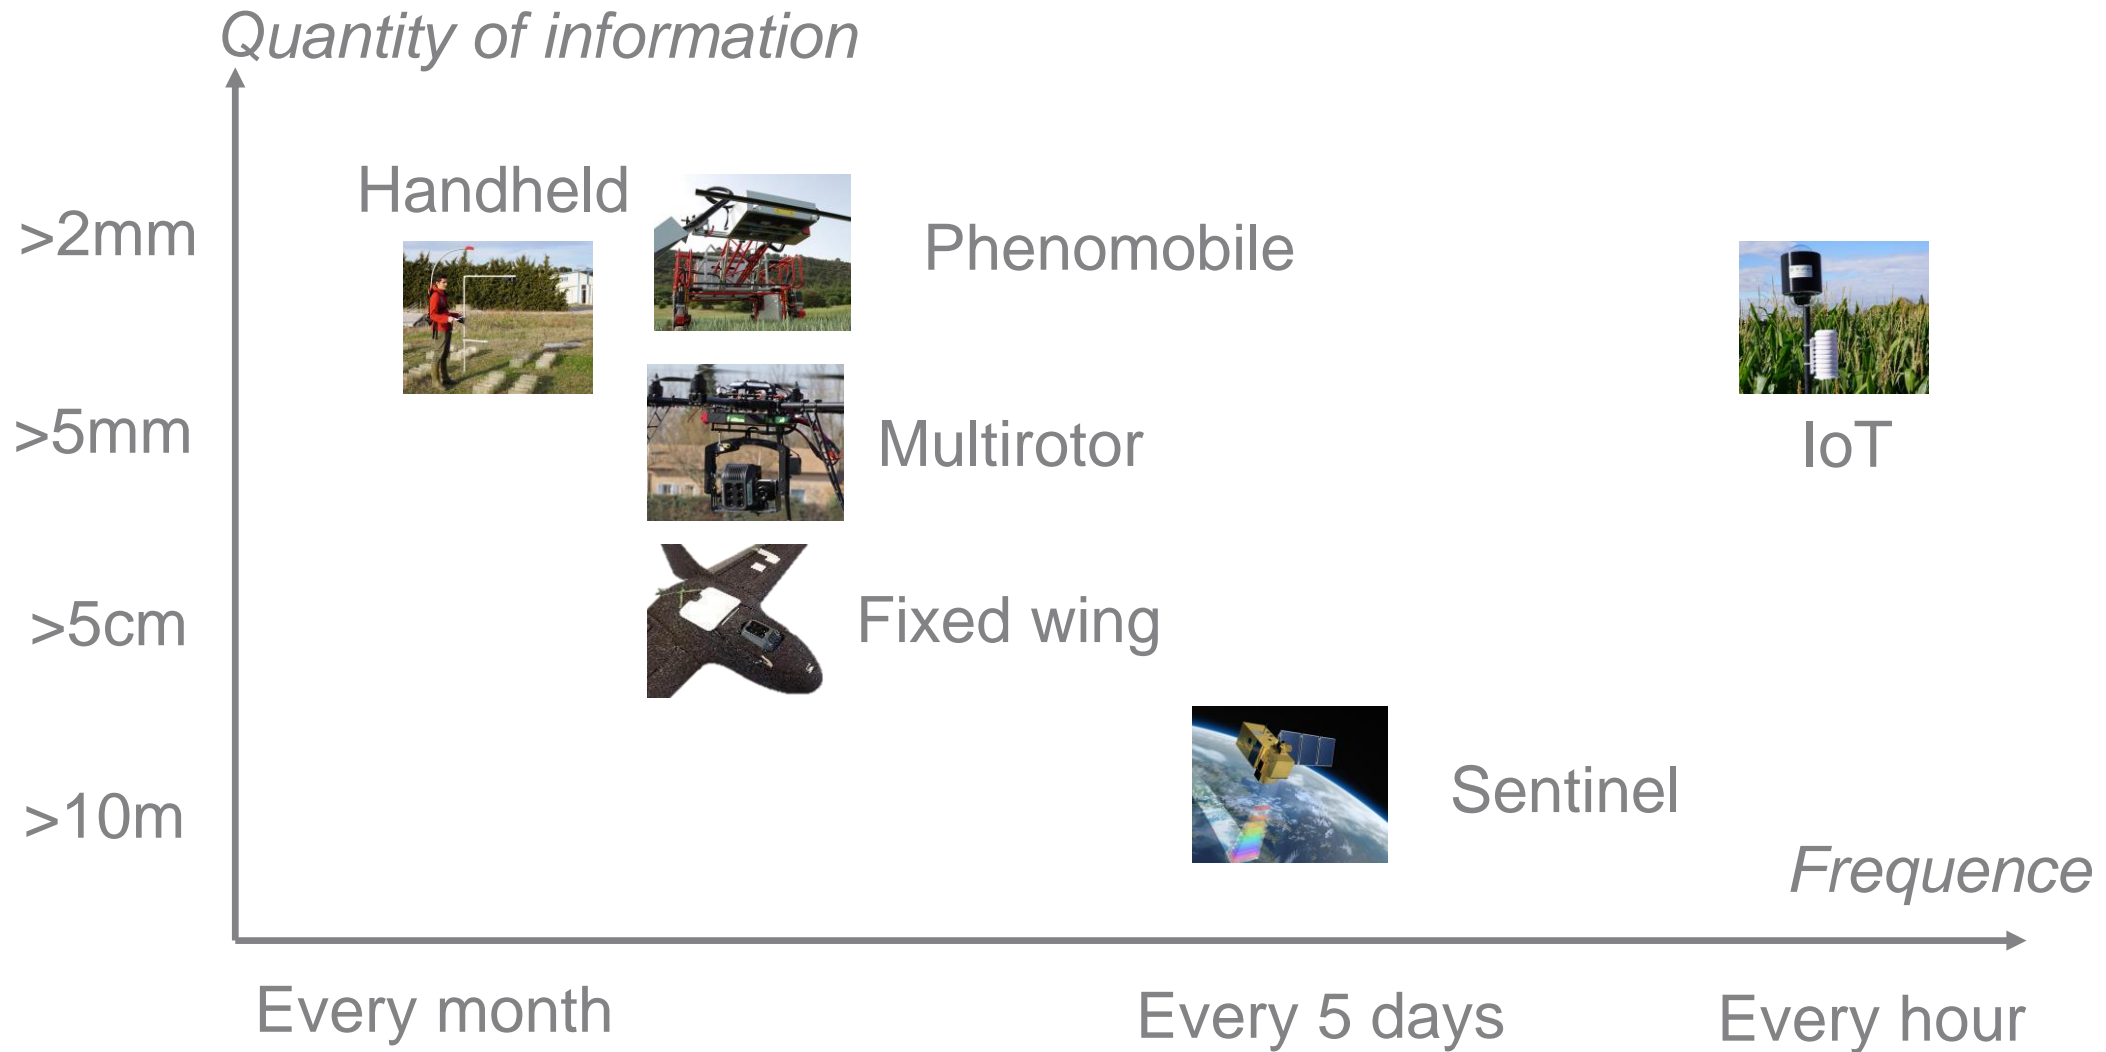 Quantity of information
Handheld
>2mm
Phenomobile
>5mm
Multirotor
IoT
>5cm
Fixed wing
>10m
Sentinel
Frequence
Every month
Every 5 days
Every hour